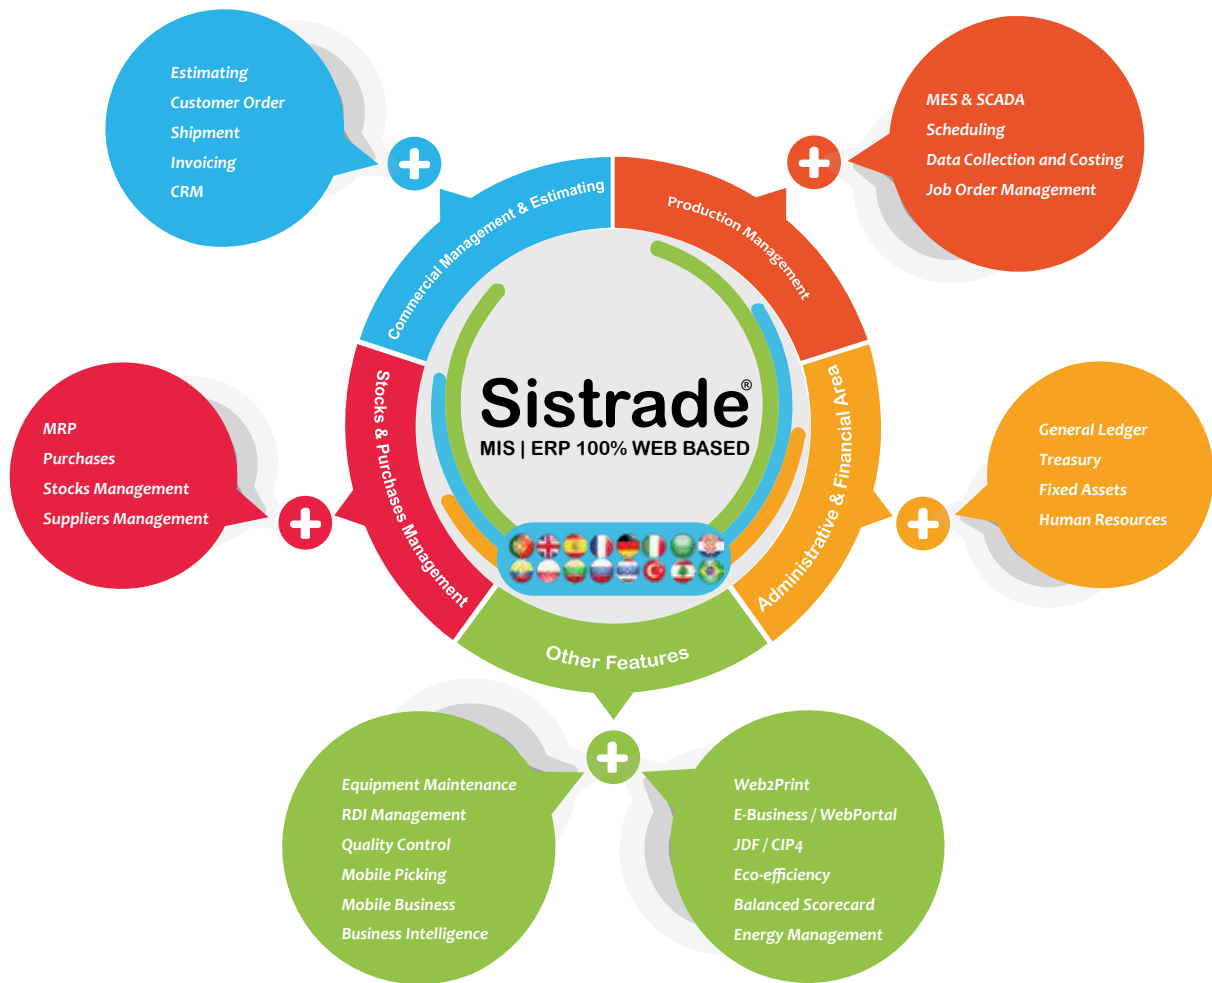 Estimating
Customer Order
Shipment
Invoicing
CRM
MES & SCADA
Scheduling
Data Collection and Costing
Job Order Management
Commercial Management & Estimating
Production Management
Sistrade®
MIS | ERP 100% WEB BASED
MRP
Purchases
Stocks Management
Suppliers Management
Stocks & Purchases Management
Administrative & Financial Area
General Ledger
Treasury
Fixed Assets
Human Resources
Other Features
Equipment Maintenance
RDI Management
Quality Control
Mobile Picking
Mobile Business
Business Intelligence
Web2Print
E-Business / WebPortal
JDF / CIP4
Eco-efficiency
Balanced Scorecard
Energy Management